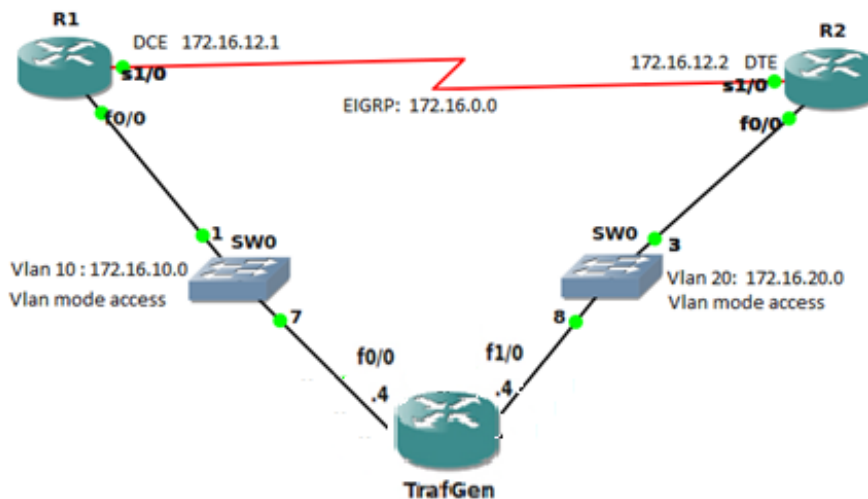 R1
R2
DCE 172.16.12.1
172.16.12.2 DTE
s1/0
s1/0
EIGRP: 172.16.0.0
f0/0
f0/0
1
SW0
SW0
3
Vlan 10 : 172.16.10.0
Vlan mode access
Vlan 20: 172.16.20.0
Vlan mode access
7
8
f0/0
f1/0
.4
.4
TrafGen